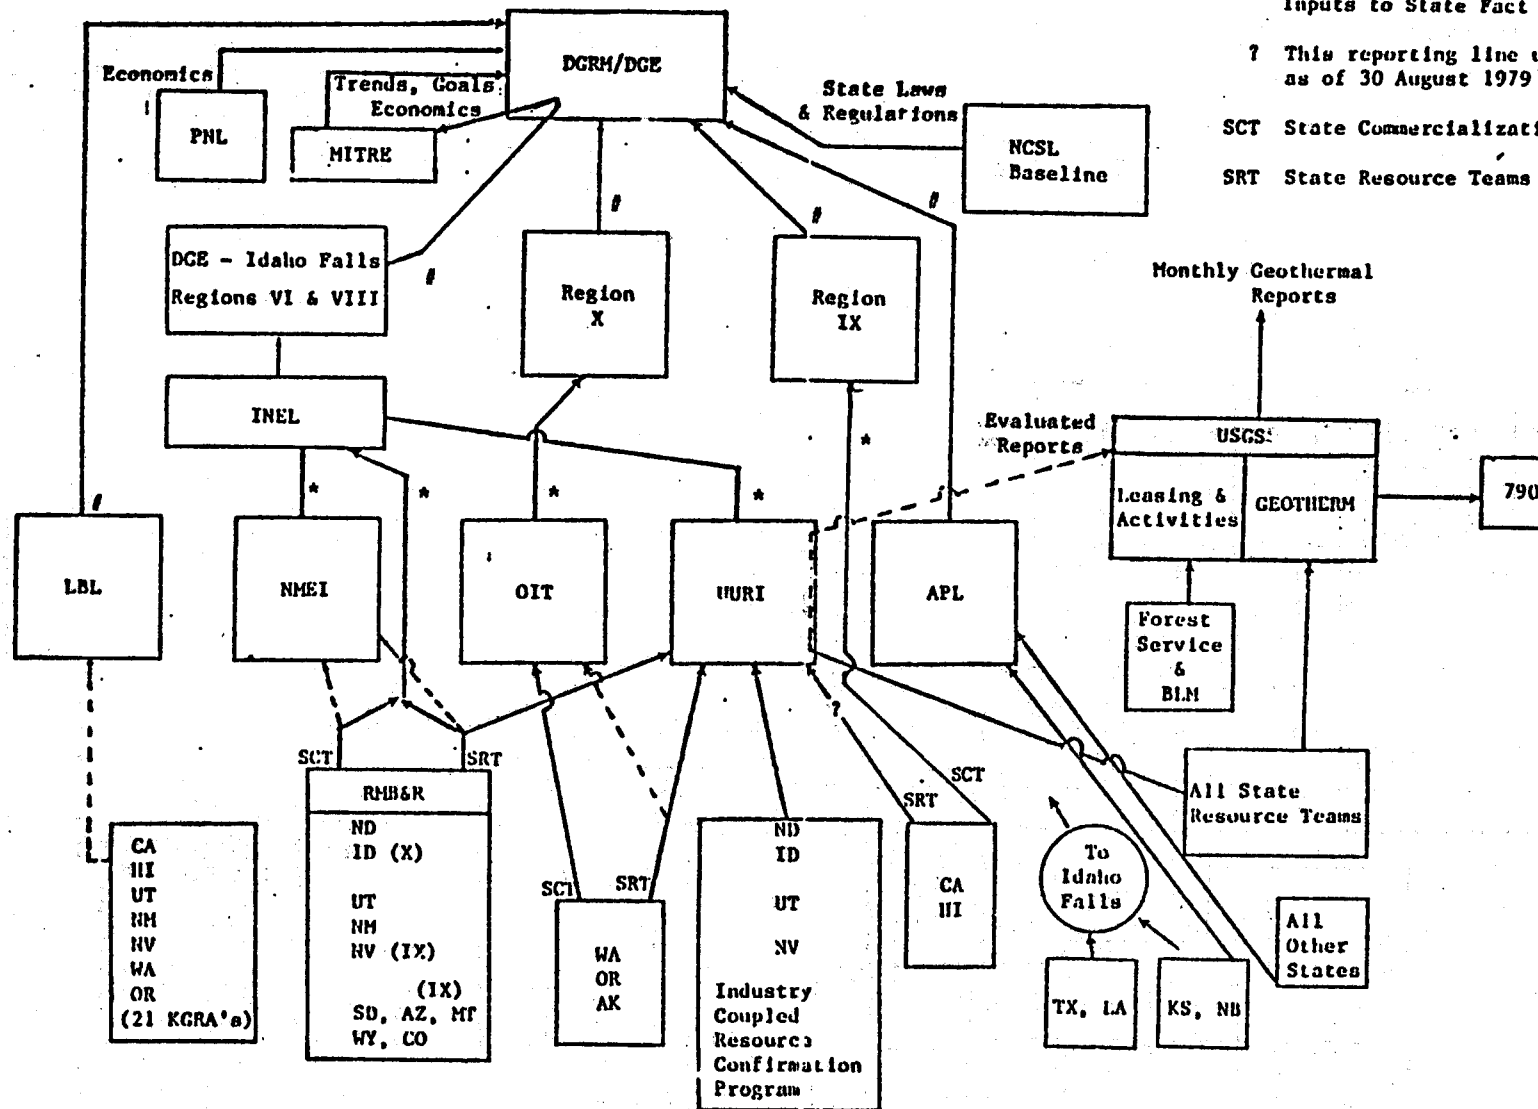 Inputs to State Fact
? This reporting line u
as of 30 August 1979
SCT State Commercializati
SRT State Resource Teams
DGRM/DGE
Economics
PNL
Trends, Goals
Economics
MITRE
State Laws
& Regulations
NCSL
Baseline
#
#
#
#
DGE - Idaho Falls
Regions VI & VIII
Region
X
Region
IX
Monthly Geothermal
Reports
INEL
Evaluated
Reports
USGS
Leasing &
Activities
GEOTHERM
790
*
*
*
*
*
#
LBL
NMEI
OIT
UURI
APL
Forest
Service
&
BLM
?
SCT
SRT
SCT
SRT
SRT
SCT
All State
Resource Teams
CA
HI
UT
NM
NV
WA
OR
(21 KGRA's)
RMB&R
ND
ID (X)
UT
NM
NV (IX)
(IX)
SD, AZ, MT
WY, CO
WA
OR
AK
ND
ID
UT
NV
Industry
Coupled
Resource
Confirmation
Program
CA
HI
To
Idaho
Falls
TX, LA
KS, NB
All
Other
States